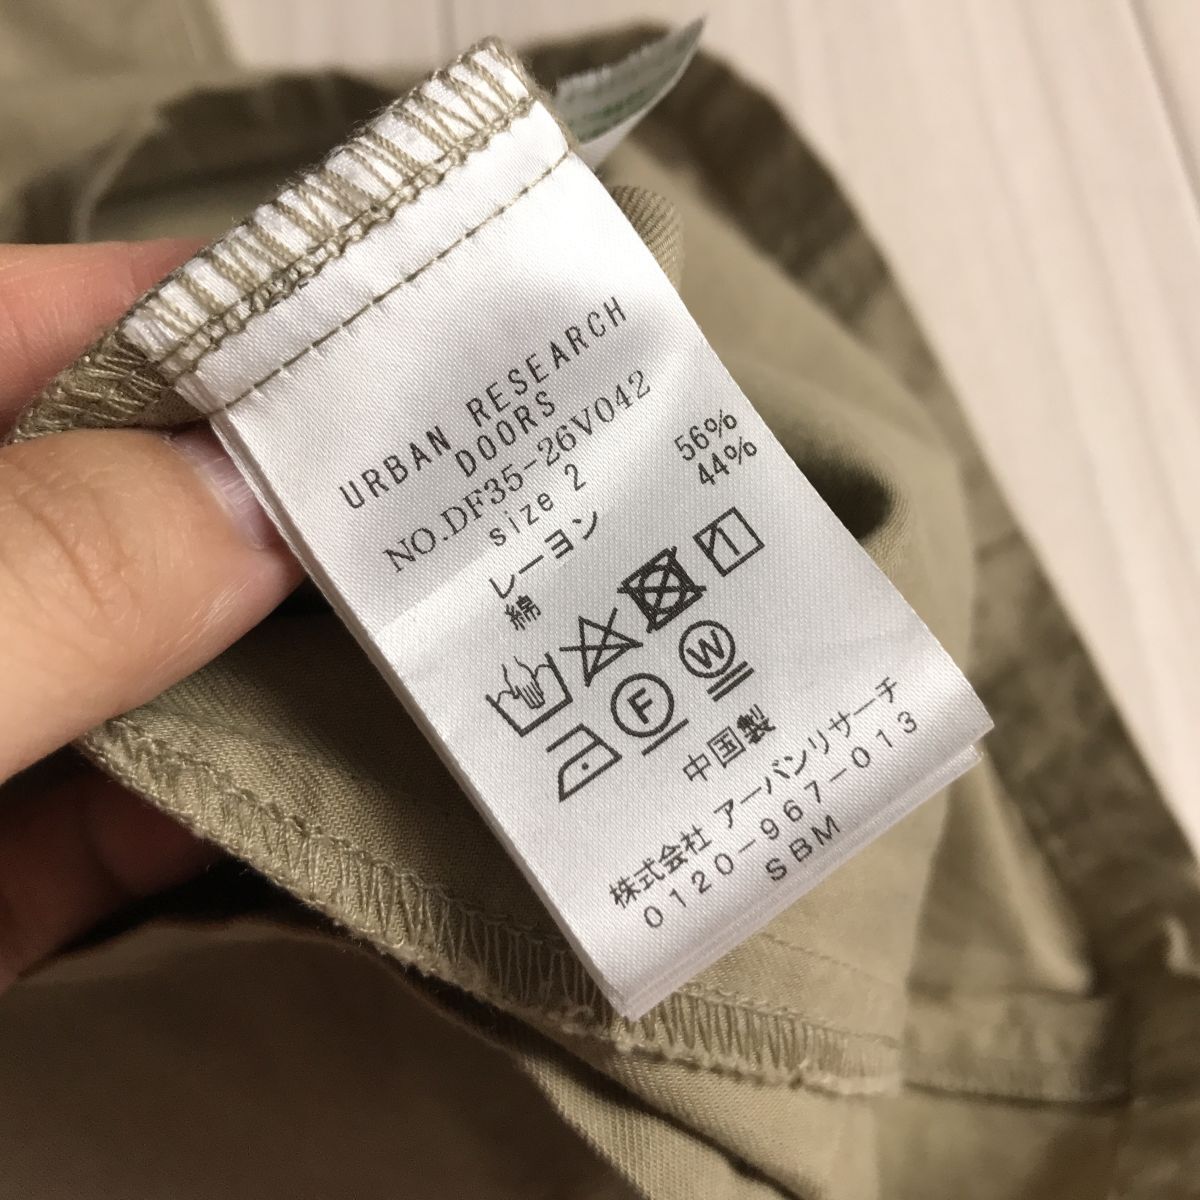 URBAN RESEARCH
DOORS
NO.DF35-26V042
size 2
レーヨン 56%
綿 44%
1
F W
中国製
株式会社 アーバンリサーチ
0120-967-013
SBM